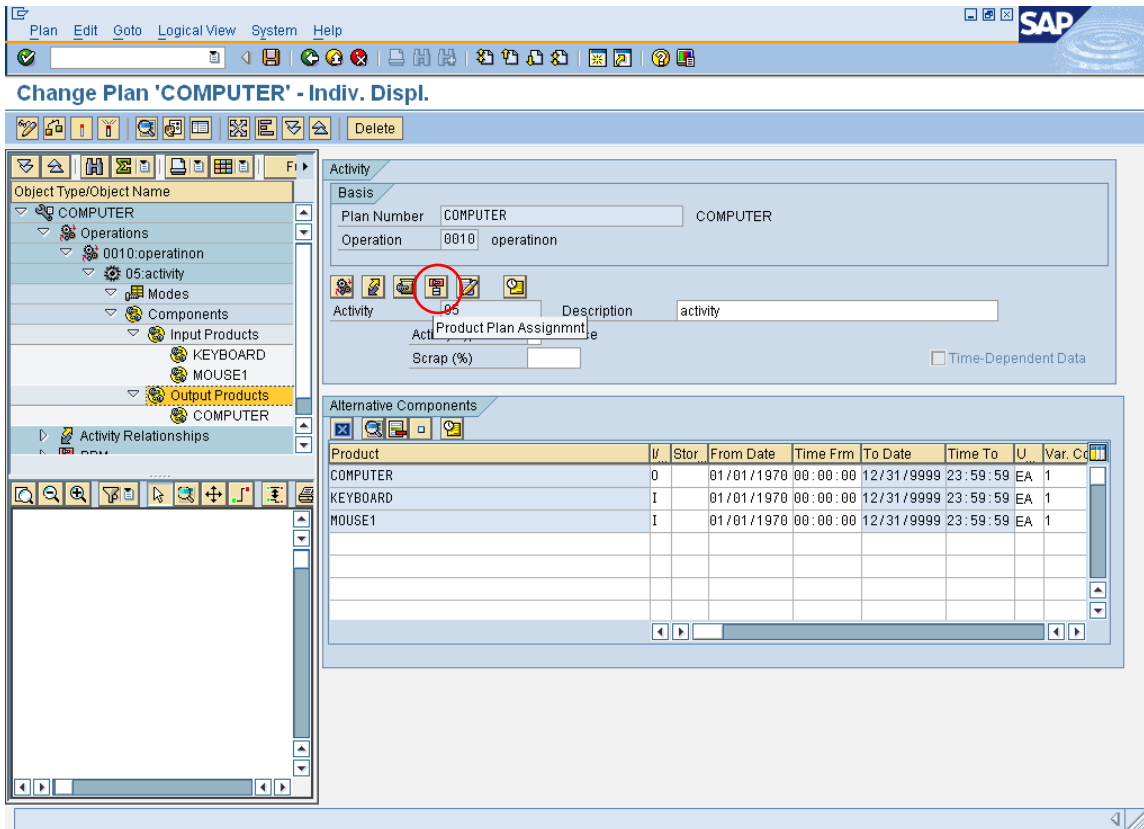 Plan Edit Goto Logical View System Help
SAP
Change Plan 'COMPUTER' - Indiv. Displ.
Delete
Object Type/Object Name
COMPUTER
Operations
0010:operatinon
05:activity
Modes
Components
Input Products
KEYBOARD
MOUSE1
Output Products
COMPUTER
Activity Relationships
Activity
Basis
Plan Number COMPUTER COMPUTER
Operation 0010 operatinon
Activity 05 Description activity
Product Plan Assignmnt
Scrap (%) Time-Dependent Data
Alternative Components
Product I/.. Stor From Date Time Frm To Date Time To U... Var. Co
COMPUTER O 01/01/1970 00:00:00 12/31/9999 23:59:59 EA 1
KEYBOARD I 01/01/1970 00:00:00 12/31/9999 23:59:59 EA 1
MOUSE1 I 01/01/1970 00:00:00 12/31/9999 23:59:59 EA 1